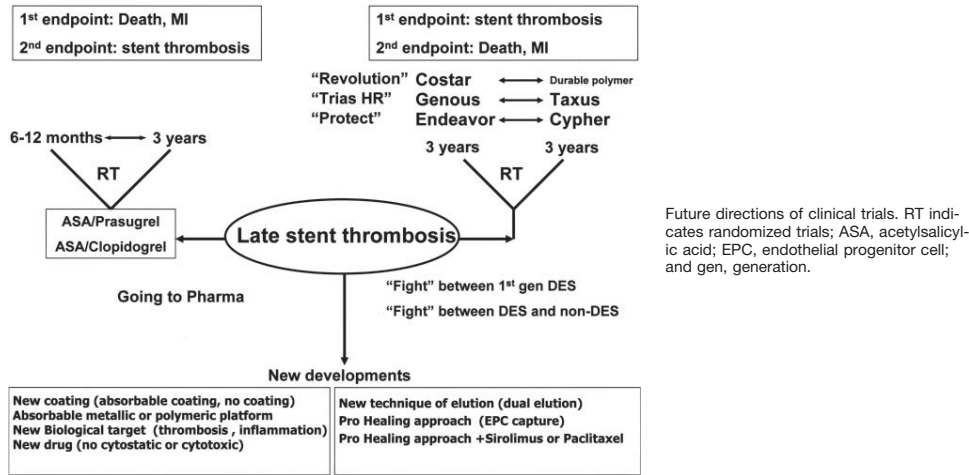 1st endpoint: Death, MI
2nd endpoint: stent thrombosis
1st endpoint: stent thrombosis
2nd endpoint: Death, MI
“Revolution” Costar Durable polymer
“Trias HR” Genous Taxus
“Protect” Endeavor Cypher
6-12 months 3 years
3 years 3 years
RT
RT
ASA/Prasugrel
ASA/Clopidogrel
Late stent thrombosis
Going to Pharma
“Fight” between 1st gen DES
“Fight” between DES and non-DES
New developments
New coating (absorbable coating, no coating)
Absorbable metallic or polymeric platform
New Biological target (thrombosis , inflammation)
New drug (no cytostatic or cytotoxic)
New technique of elution (dual elution)
Pro Healing approach (EPC capture)
Pro Healing approach +Sirolimus or Paclitaxel
Future directions of clinical trials. RT indi-
cates randomized trials; ASA, acetylsalicyl-
ic acid; EPC, endothelial progenitor cell;
and gen, generation.